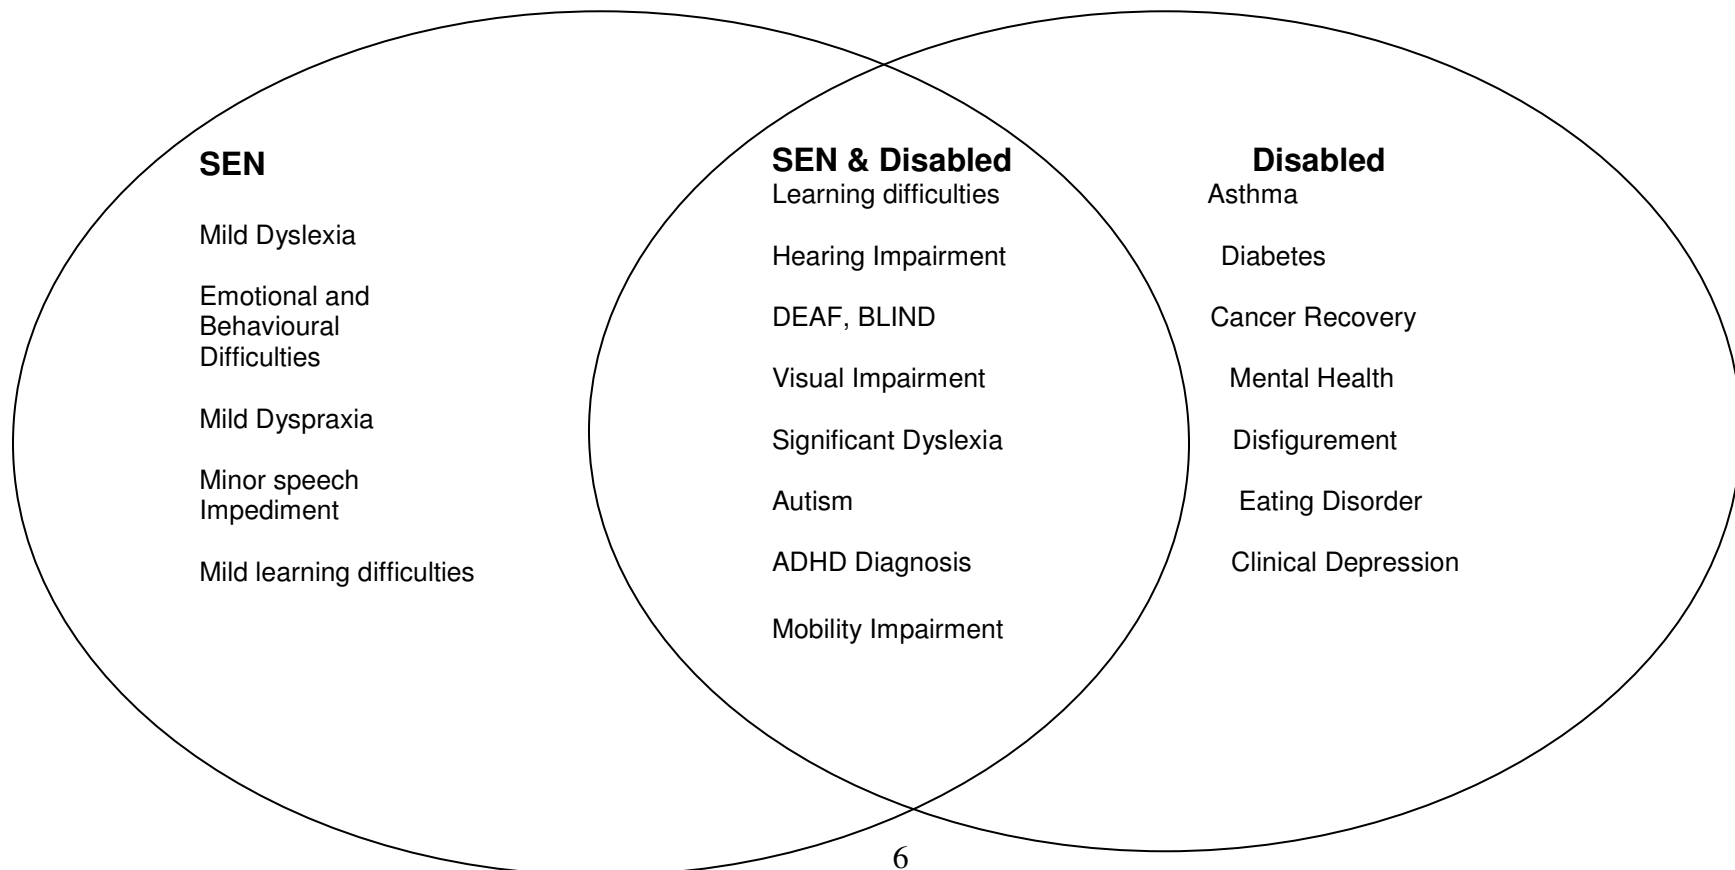 SEN
Mild Dyslexia
Emotional and
Behavioural
Difficulties
Mild Dyspraxia
Minor speech
Impediment
Mild learning difficulties
SEN & Disabled
Learning difficulties
Hearing Impairment
DEAF, BLIND
Visual Impairment
Significant Dyslexia
Autism
ADHD Diagnosis
Mobility Impairment
Disabled
Asthma
Diabetes
Cancer Recovery
Mental Health
Disfigurement
Eating Disorder
Clinical Depression
6